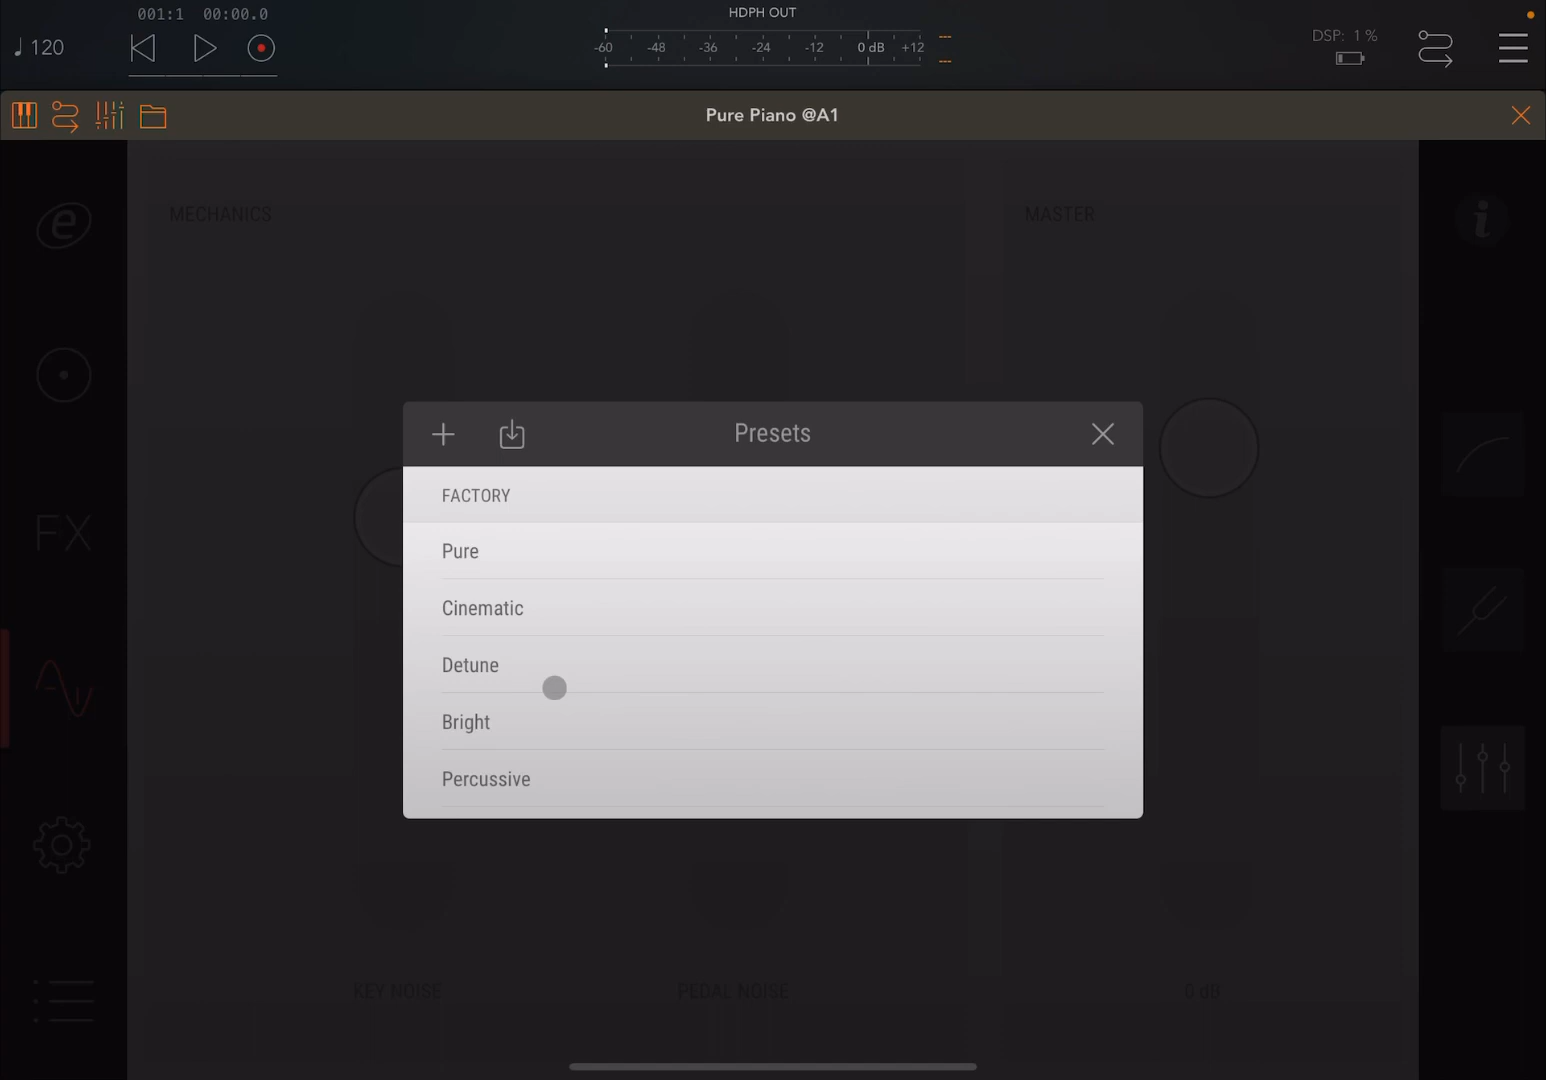 001:1 00:00.0
HDPH OUT
120
-60 -48 -36 -24 -12 0 dB +12
DSP: 1 %
Pure Piano @A1
MECHANICS
MASTER
e
i
Presets
FACTORY
Pure
FX
Cinematic
Detune
Bright
Percussive
KEY NOISE
PEDAL NOISE
0 dB